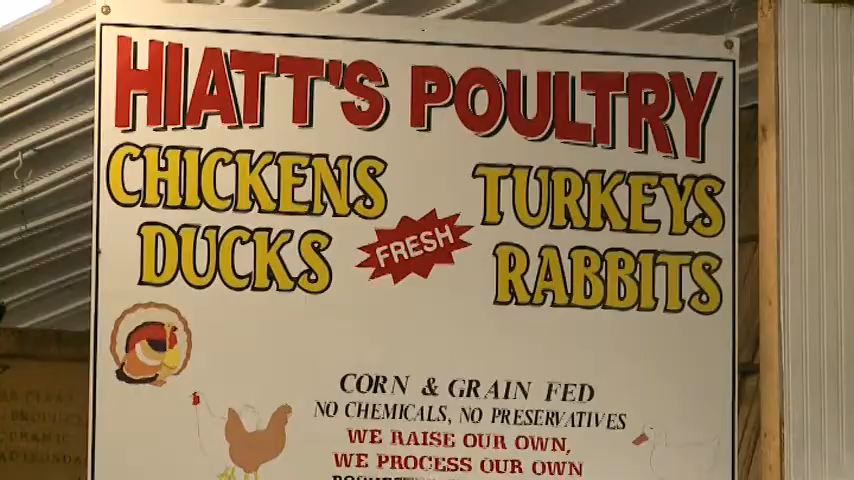 HIATT'S POULTRY
CHICKENS TURKEYS
DUCKS FRESH RABBITS
CORN & GRAIN FED
NO CHEMICALS, NO PRESERVATIVES
WE RAISE OUR OWN,
WE PROCESS OUR OWN